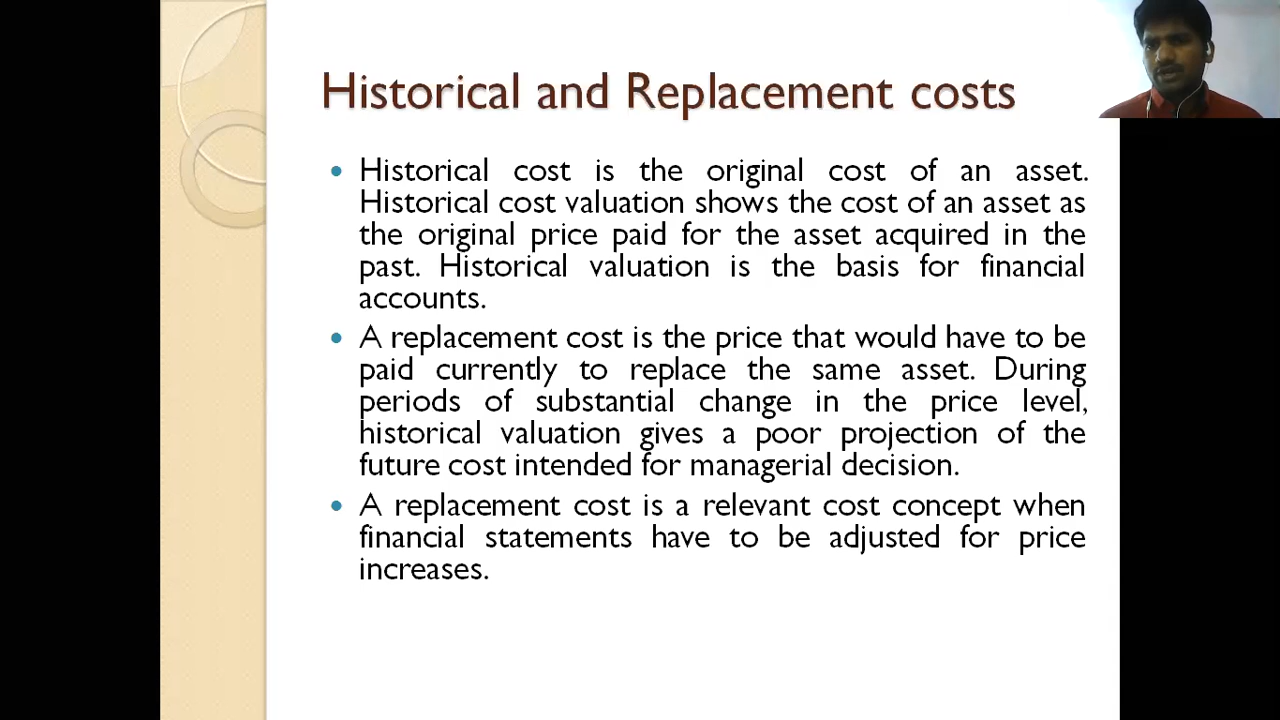 Historical and Replacement costs
• Historical cost is the original cost of an asset.
Historical cost valuation shows the cost of an asset as
the original price paid for the asset acquired in the
past. Historical valuation is the basis for financial
accounts.
• A replacement cost is the price that would have to be
paid currently to replace the same asset. During
periods of substantial change in the price level,
historical valuation gives a poor projection of the
future cost intended for managerial decision.
• A replacement cost is a relevant cost concept when
financial statements have to be adjusted for price
increases.